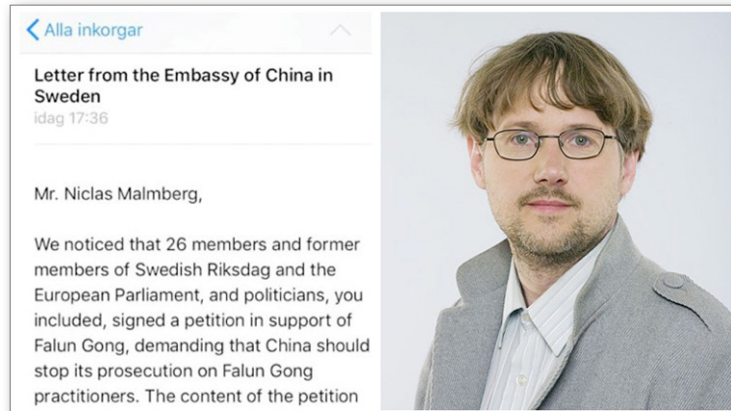 Alla inkorgar
Letter from the Embassy of China in
Sweden
idag 17:36
Mr. Niclas Malmberg,
We noticed that 26 members and former
members of Swedish Riksdag and the
European Parliament, and politicians, you
included, signed a petition in support of
Falun Gong, demanding that China should
stop its prosecution on Falun Gong
practitioners. The content of the petition